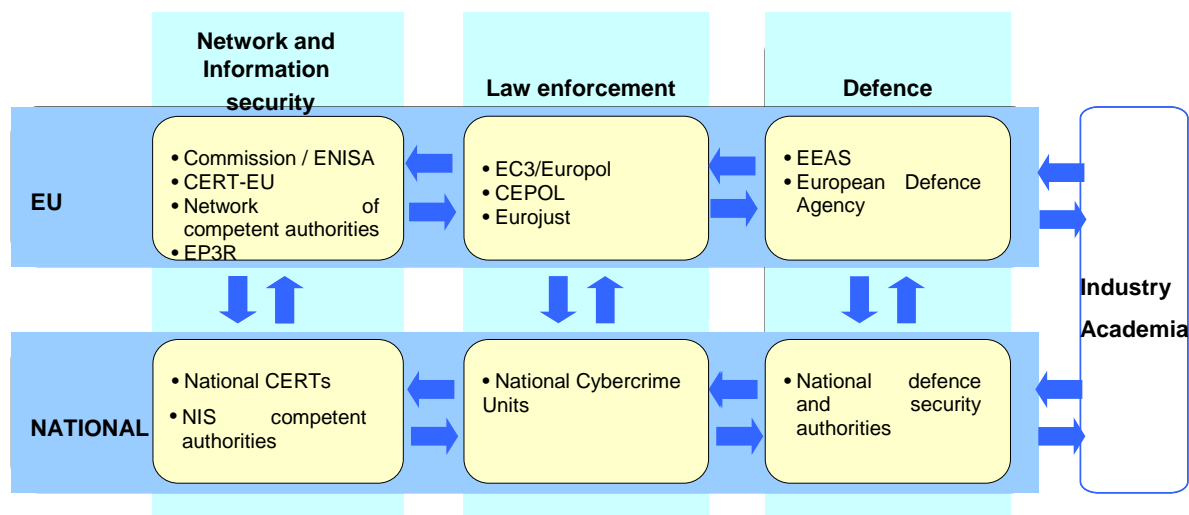 Network and
Information
security
Law enforcement
Defence
EU
• Commission / ENISA
• CERT-EU
• Network of
competent authorities
• EP3R
• EC3/Europol
• CEPOL
• Eurojust
• EEAS
• European Defence
Agency
Industry
Academia
NATIONAL
• National CERTs
• NIS competent
authorities
• National Cybercrime
Units
• National defence
and security
authorities